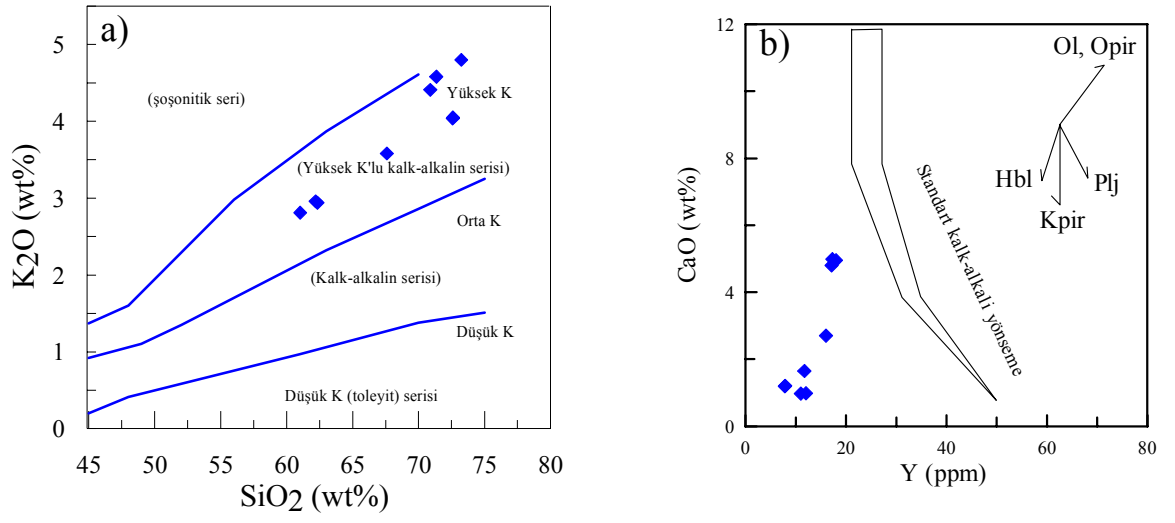 a)
K2O (wt%)
5
4
3
2
1
0
(şoşonitik seri)
Yüksek K
(Yüksek K'lu kalk-alkalin serisi)
Orta K
(Kalk-alkalin serisi)
Düşük K
Düşük K (toleyit) serisi
45 50 55 60 65 70 75 80
SiO2 (wt%)
b)
CaO (wt%)
12
8
4
0
Ol, Opir
Hbl
Plj
Kpir
Standart kalk-alkali yönseme
0 20 40 60 80
Y (ppm)